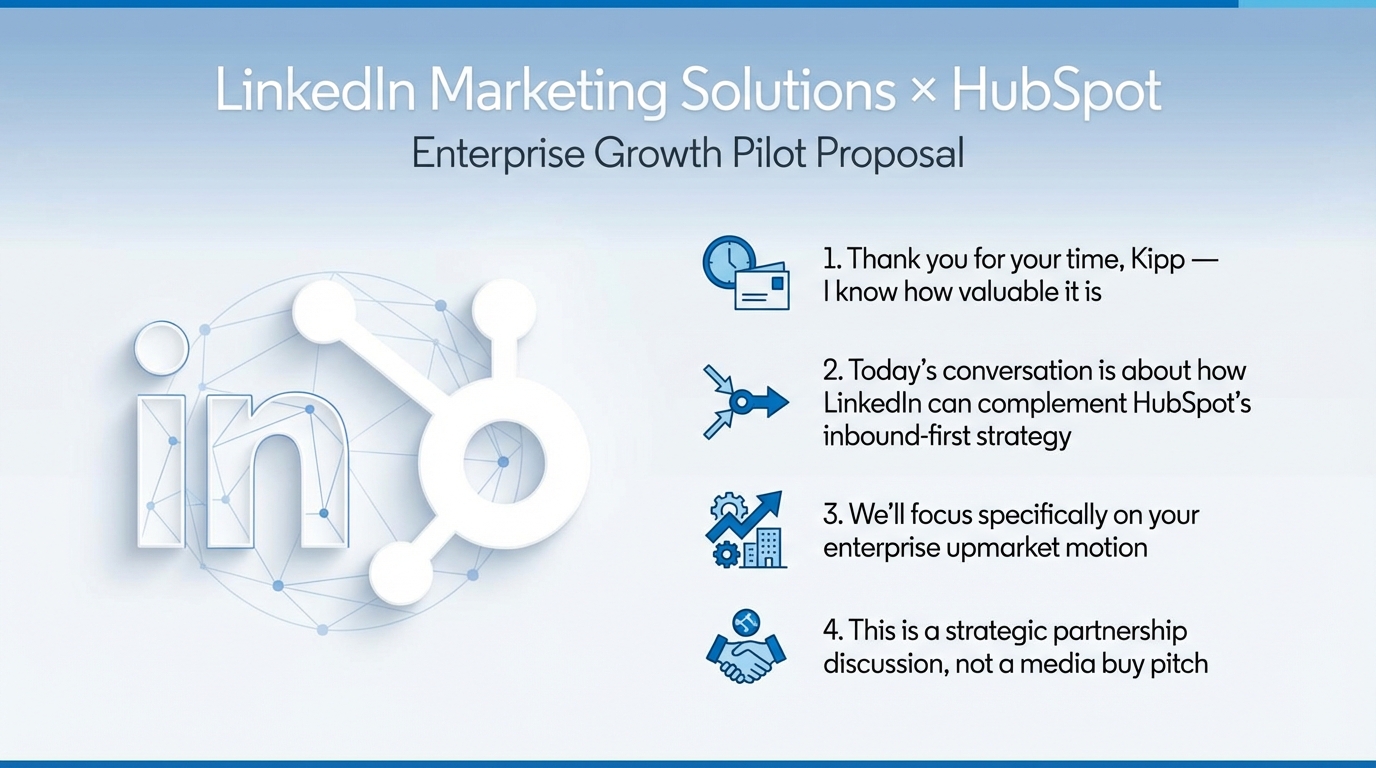 LinkedIn Marketing Solutions × HubSpot
Enterprise Growth Pilot Proposal
in
1. Thank you for your time, Kipp —
I know how valuable it is
2. Today’s conversation is about how
LinkedIn can complement HubSpot’s
inbound-first strategy
3. We’ll focus specifically on your
enterprise upmarket motion
4. This is a strategic partnership
discussion, not a media buy pitch